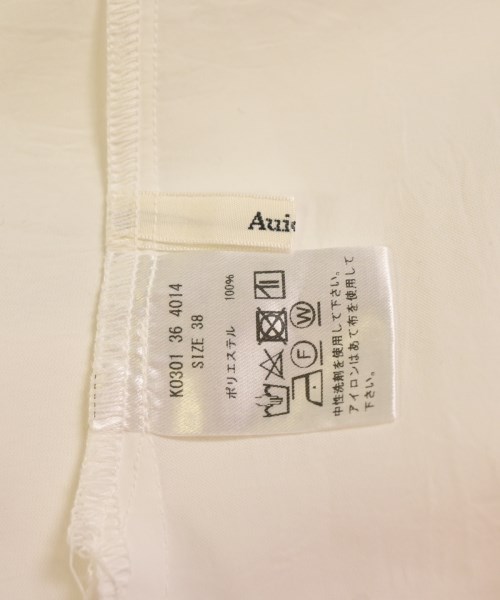 Auic
K0301 36 4014
SIZE 38
ポリエステル 100%
F W
中性洗剤を使用して下さい。
アイロンはあて布を使用して
下さい。